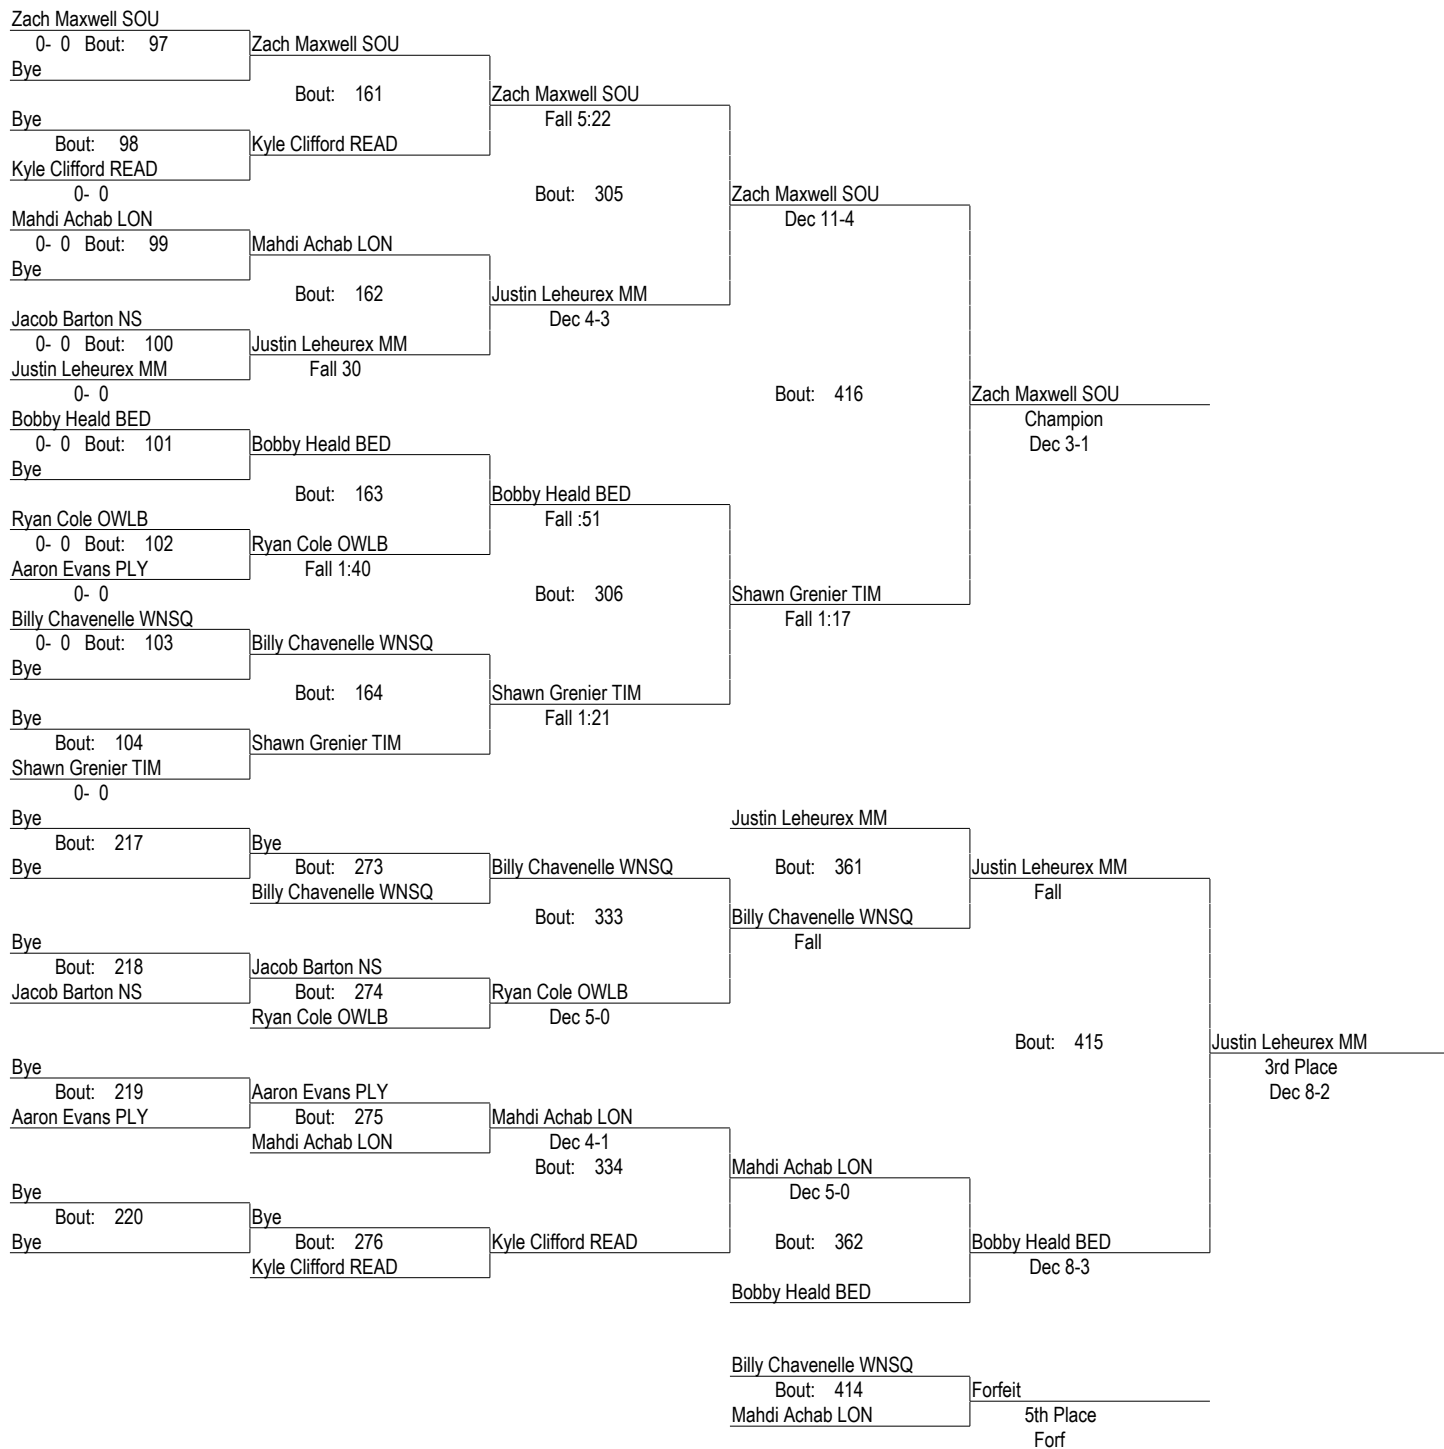 Zach Maxwell SOU
0- 0 Bout: 97 Zach Maxwell SOU
Bye
Bout: 161 Zach Maxwell SOU
Bye Fall 5:22
Bout: 98 Kyle Clifford READ
Kyle Clifford READ
0- 0 Bout: 305 Zach Maxwell SOU
Mahdi Achab LON Dec 11-4
0- 0 Bout: 99 Mahdi Achab LON
Bye
Bout: 162 Justin Leheurex MM
Jacob Barton NS Dec 4-3
0- 0 Bout: 100 Justin Leheurex MM
Justin Leheurex MM Fall 30
0- 0 Bout: 416 Zach Maxwell SOU
Bobby Heald BED Champion
0- 0 Bout: 101 Bobby Heald BED Dec 3-1
Bye
Bout: 163 Bobby Heald BED
Ryan Cole OWLB Fall :51
0- 0 Bout: 102 Ryan Cole OWLB
Aaron Evans PLY Fall 1:40
0- 0 Bout: 306 Shawn Grenier TIM
Billy Chavenelle WNSQ Fall 1:17
0- 0 Bout: 103 Billy Chavenelle WNSQ
Bye
Bout: 164 Shawn Grenier TIM
Bye Fall 1:21
Bout: 104 Shawn Grenier TIM
Shawn Grenier TIM
0- 0
Bye Justin Leheurex MM
Bout: 217 Bye
Bye Bout: 273 Billy Chavenelle WNSQ Bout: 361 Justin Leheurex MM
Billy Chavenelle WNSQ Fall
Bout: 333 Billy Chavenelle WNSQ
Bye Fall
Bout: 218 Jacob Barton NS
Jacob Barton NS Bout: 274 Ryan Cole OWLB
Ryan Cole OWLB Dec 5-0
Bout: 415 Justin Leheurex MM
Bye 3rd Place
Bout: 219 Aaron Evans PLY Dec 8-2
Aaron Evans PLY Bout: 275 Mahdi Achab LON
Mahdi Achab LON Dec 4-1
Bout: 334 Mahdi Achab LON
Bye Dec 5-0
Bout: 220 Bye
Bye Bout: 276 Kyle Clifford READ Bout: 362 Bobby Heald BED
Kyle Clifford READ Dec 8-3
Bobby Heald BED
Billy Chavenelle WNSQ
Bout: 414 Forfeit
Mahdi Achab LON 5th Place
Forf